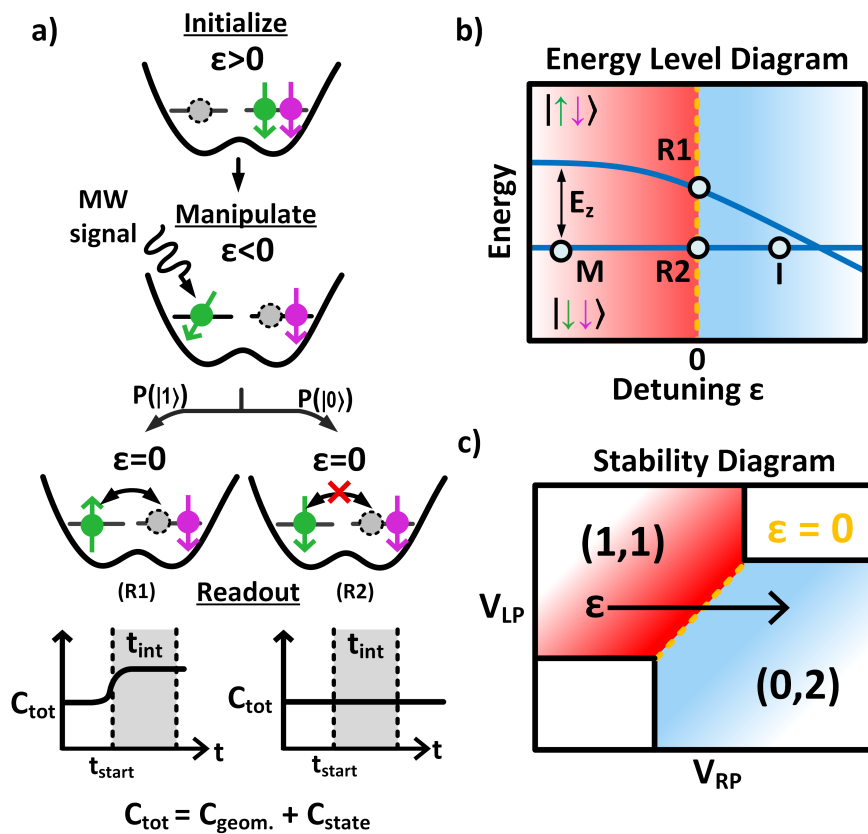 a)
Initialize
ε>0
MW
signal
Manipulate
ε<0
P(|1⟩)
P(|0⟩)
ε=0
ε=0
(R1)
Readout
(R2)
C_tot
t_int
t_start
t
C_tot
t_int
t_start
t
C_tot = C_geom. + C_state
b)
Energy Level Diagram
|↑↓⟩
R1
E_z
M
R2
I
|↓↓⟩
Energy
0
Detuning ε
c)
Stability Diagram
(1,1)
ε = 0
ε
V_LP
(0,2)
V_RP